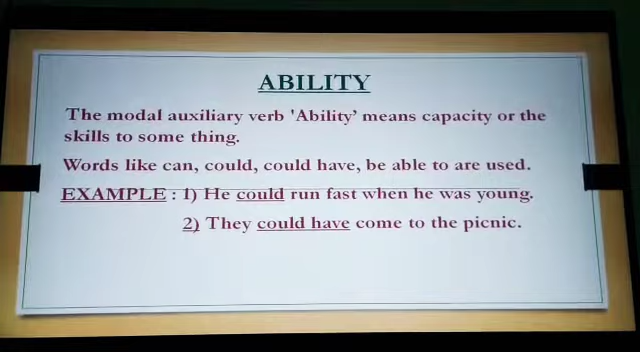 ABILITY
The modal auxiliary verb 'Ability' means capacity or the
skills to some thing.
Words like can, could, could have, be able to are used.
EXAMPLE : 1) He could run fast when he was young.
2) They could have come to the picnic.